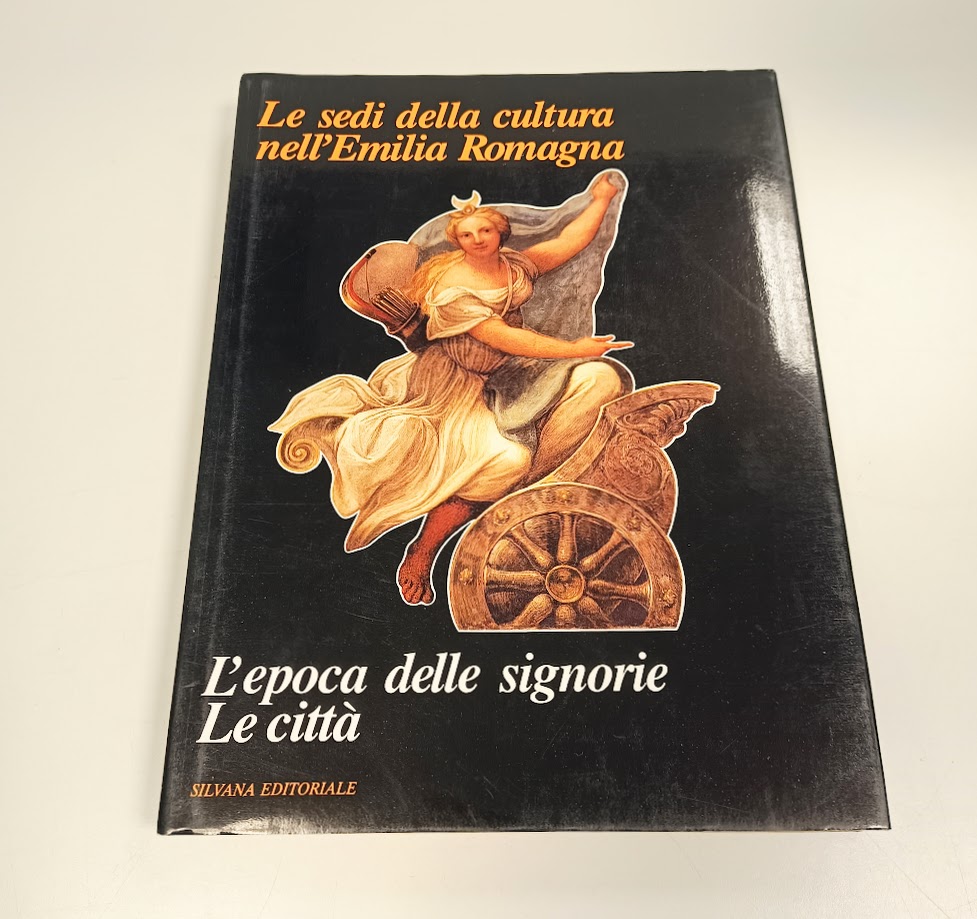 Le sedi della cultura
nell'Emilia Romagna
L'epoca delle signorie
Le città
SILVANA EDITORIALE